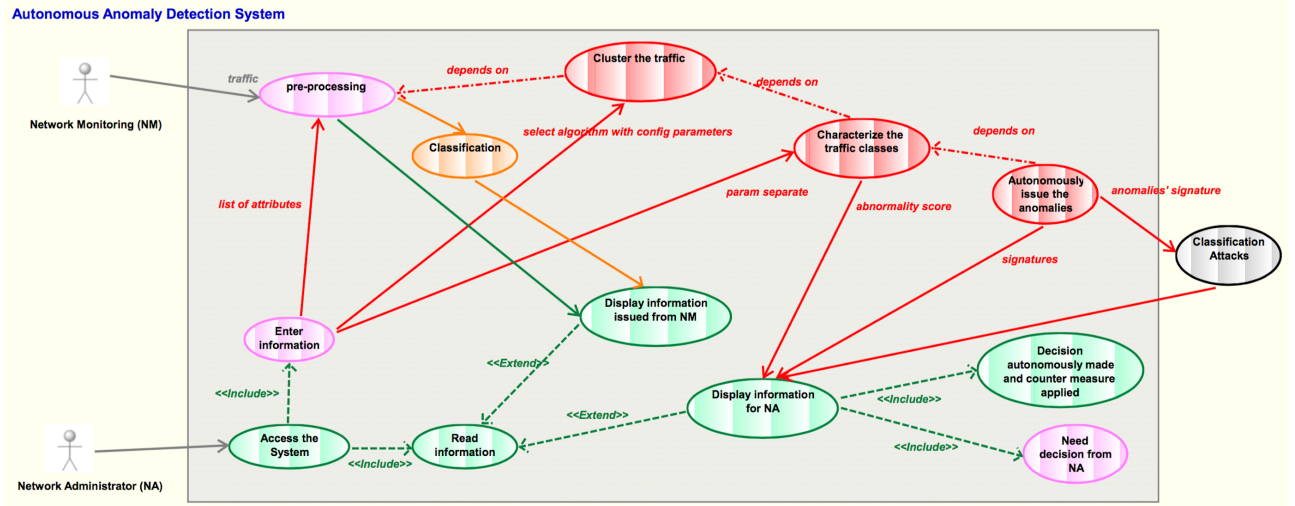 Autonomous Anomaly Detection System
Cluster the traffic
depends on
traffic
pre-processing
depends on
Network Monitoring (NM)
select algorithm with config parameters
Classification
Characterize the
traffic classes
depends on
Autonomously
issue the
anomalies
anomalies' signature
list of attributes
param separate
abnormality score
Classification
Attacks
signatures
Display information
issued from NM
Enter
information
Decision
autonomously made
and counter measure
applied
<<Extend>>
<<Include>>
Display information
for NA
<<Include>>
<<Extend>>
Access the
System
Read
information
<<Include>>
<<Include>>
Need
decision from
NA
Network Administrator (NA)